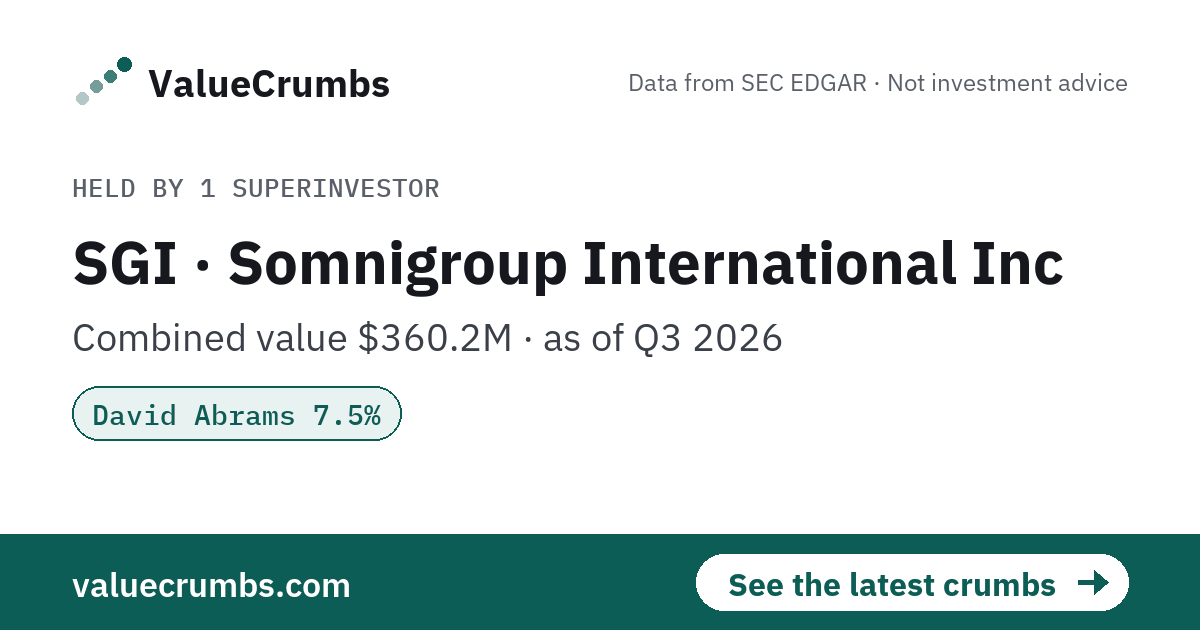 ValueCrumbs
Data from SEC EDGAR · Not investment advice
HELD BY 1 SUPERINVESTOR
SGI · Somnigroup International Inc
Combined value $360.2M · as of Q3 2026
David Abrams 7.5%
valuecrumbs.com
See the latest crumbs